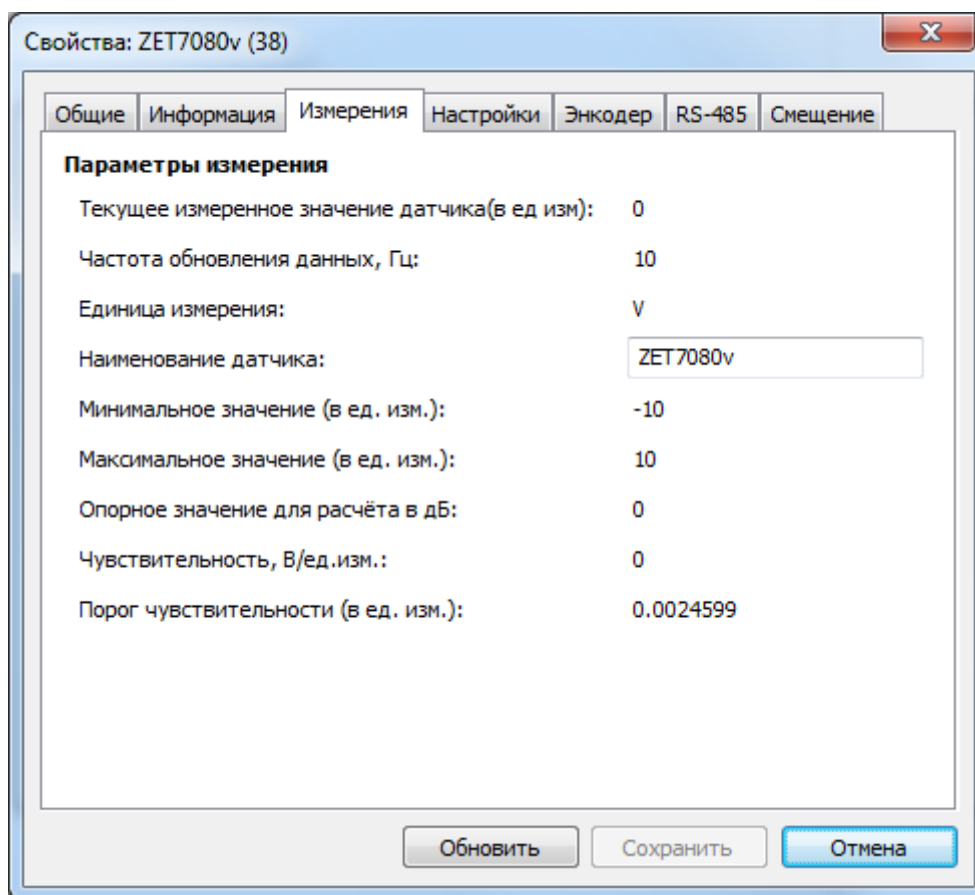 Свойства: ZET7080v (38)
Общие Информация Измерения Настройки Энкодер RS-485 Смещение
Параметры измерения
Текущее измеренное значение датчика(в ед изм): 0
Частота обновления данных, Гц: 10
Единица измерения: V
Наименование датчика: ZET7080v
Минимальное значение (в ед. изм.): -10
Максимальное значение (в ед. изм.): 10
Опорное значение для расчёта в дБ: 0
Чувствительность, В/ед.изм.: 0
Порог чувствительности (в ед. изм.): 0.0024599
Обновить Сохранить Отмена